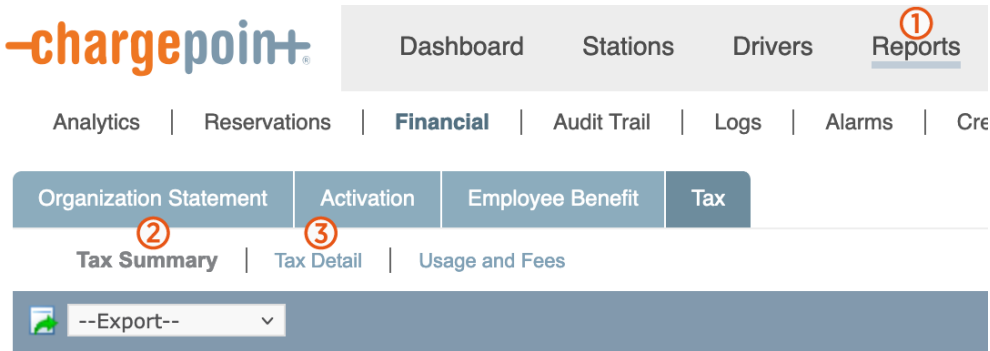 ①
chargepoin+® Dashboard Stations Drivers Reports
Analytics | Reservations | Financial | Audit Trail | Logs | Alarms | Cre
Organization Statement Activation Employee Benefit Tax
② ③
Tax Summary | Tax Detail | Usage and Fees
--Export--